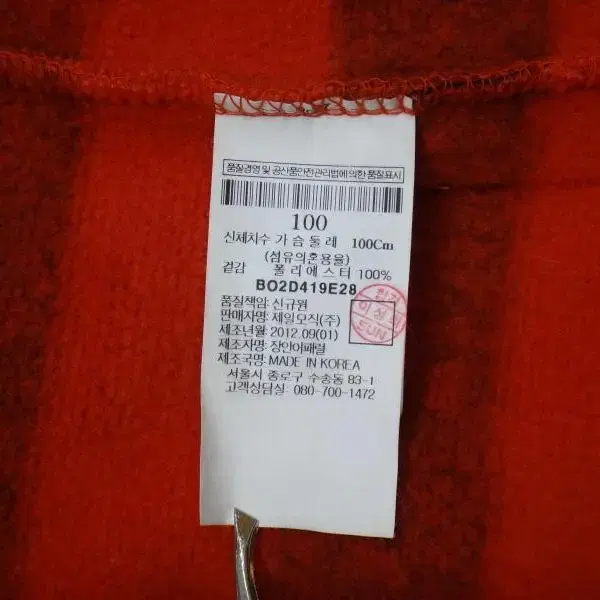 품질경영 및 공산품안전관리법에 의한 품질표시
100
신체치수 가슴둘레 100Cm
(섬유의혼용율)
겉감 폴리에스터 100%
BO2D419E28
품질책임: 신규원
판매자명: 제일모직(주)
제조년월: 2012.09(01)
제조자명: 장안어패럴
제조국명: MADE IN KOREA
서울시 종로구 수송동 83-1
고객상담실: 080-700-1472
SUN